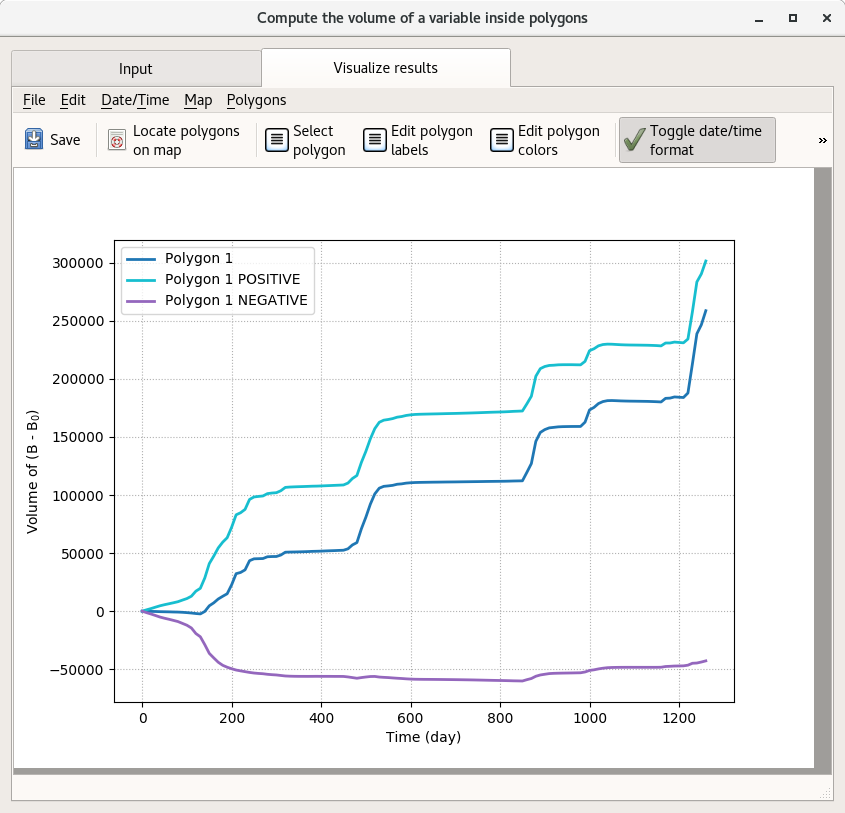 Compute the volume of a variable inside polygons
Input
Visualize results
File Edit Date/Time Map Polygons
Save
Locate polygons
on map
Select
polygon
Edit polygon
labels
Edit polygon
colors
Toggle date/time
format
»
Polygon 1
Polygon 1 POSITIVE
Polygon 1 NEGATIVE
300000
250000
200000
150000
100000
50000
0
−50000
Volume of (B - B₀)
0 200 400 600 800 1000 1200
Time (day)